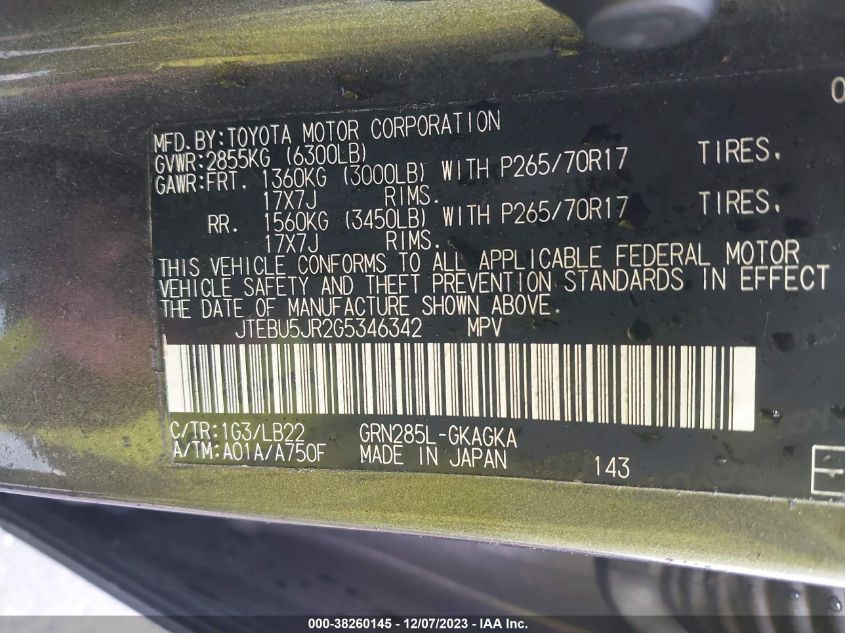 MFD.BY:TOYOTA MOTOR CORPORATION
GVWR:2855KG (6300LB)
GAWR:FRT. 1360KG (3000LB) WITH P265/70R17 TIRES.
17X7J RIMS.
RR. 1560KG (3450LB) WITH P265/70R17 TIRES.
17X7J RIMS.
THIS VEHICLE CONFORMS TO ALL APPLICABLE FEDERAL MOTOR
VEHICLE SAFETY AND THEFT PREVENTION STANDARDS IN EFFECT
THE DATE OF MANUFACTURE SHOWN ABOVE.
JTEBU5JR2G5346342 MPV
C/TR:1G3/LB22 GRN285L-GKAGKA
A/TM:A01A/A750F MADE IN JAPAN 143
000-38260145 - 12/07/2023 - IAAI.com